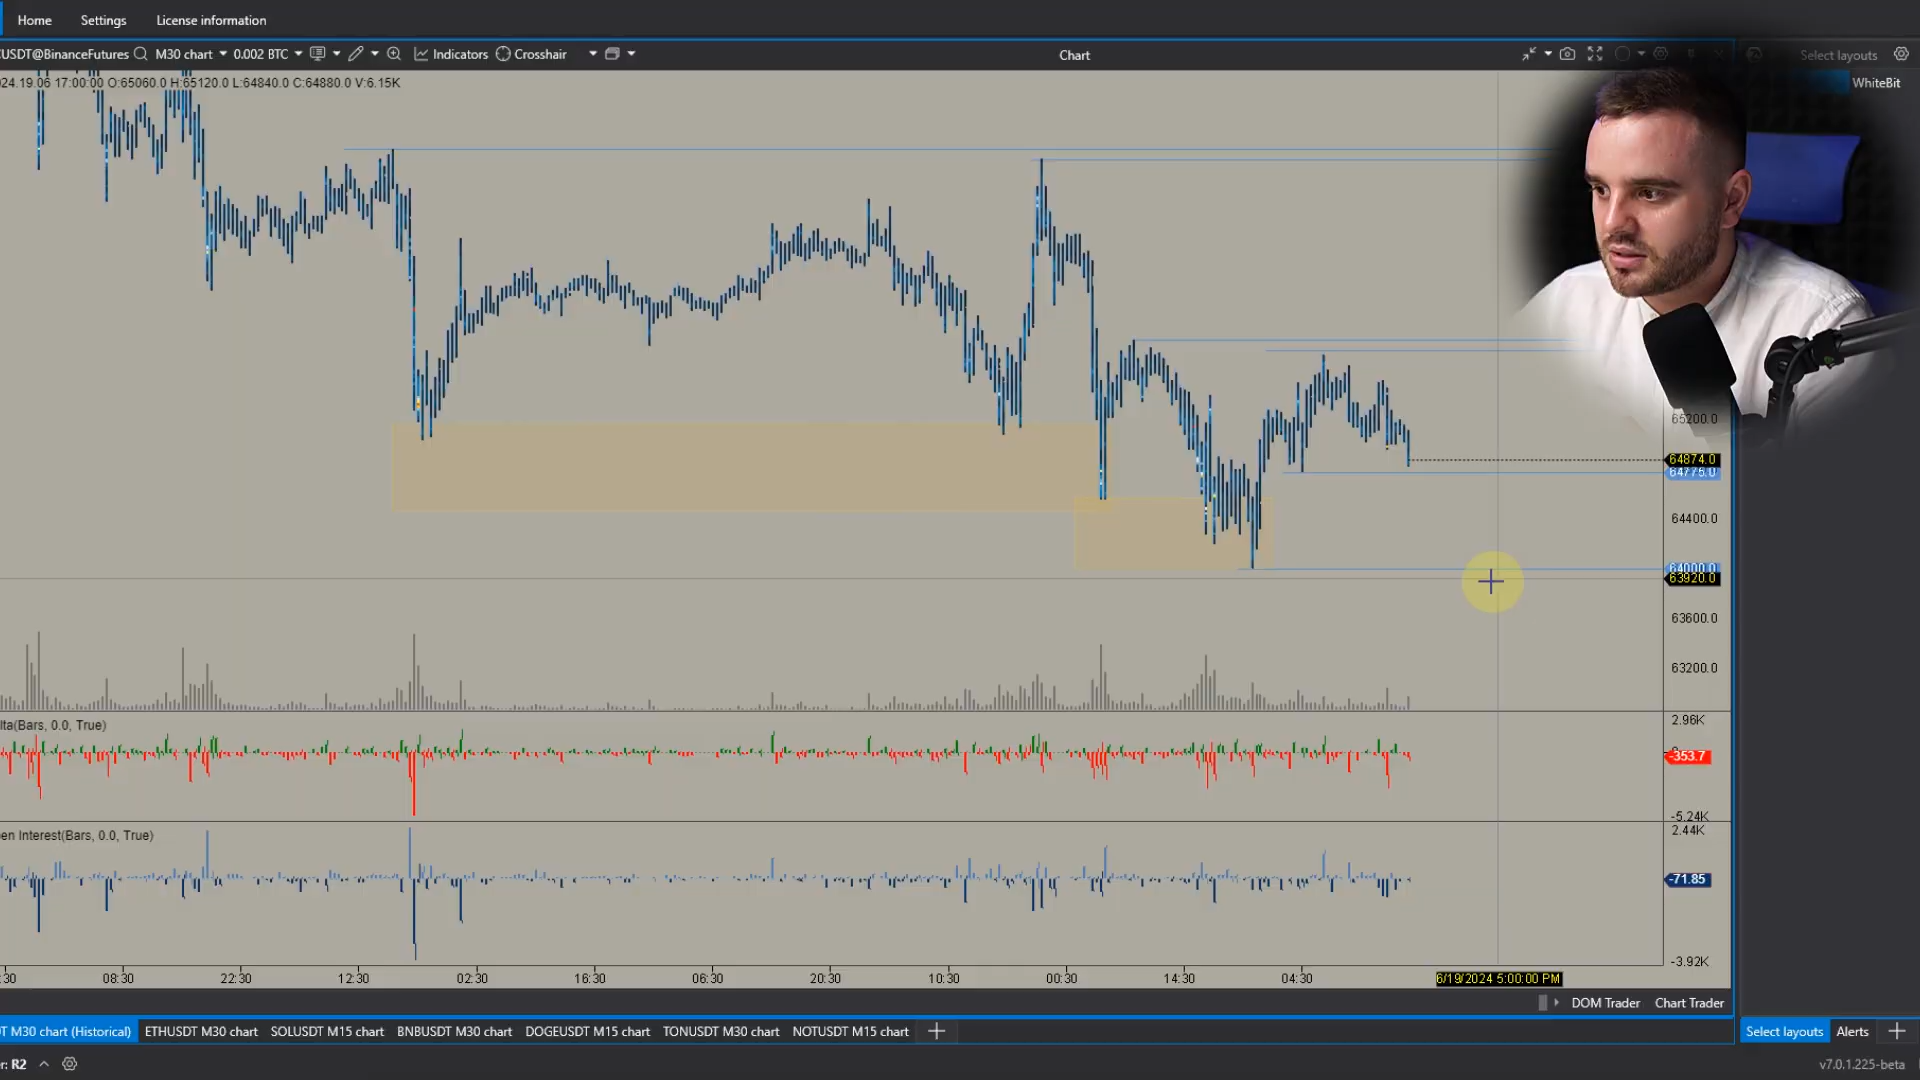 Home Settings License information
USDT@BinanceFutures M30 chart 0.002 BTC Indicators Crosshair Chart Select layouts
24.19.06 17:00:00 O:65060.0 H:65120.0 L:64840.0 C:64880.0 V:6.15K
WhiteBit
65200.0
64874.0
64775.0
64400.0
64000.0
63920.0
63600.0
63200.0
lta(Bars, 0.0, True)
2.96K
-353.7
-5.24K
en Interest(Bars, 0.0, True)
2.44K
-71.85
-3.92K
:30 08:30 22:30 12:30 02:30 16:30 06:30 20:30 10:30 00:30 14:30 04:30 6/19/2024 5:00:00 PM
DOM Trader Chart Trader
T M30 chart (Historical) ETHUSDT M30 chart SOLUSDT M15 chart BNBUSDT M30 chart DOGEUSDT M15 chart TONUSDT M30 chart NOTUSDT M15 chart Select layouts Alerts
r: R2
v7.0.1.225-beta